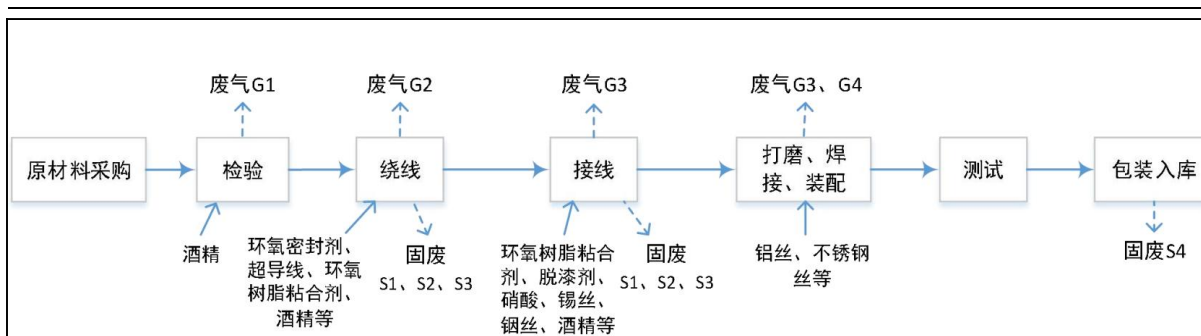 废气G1
废气G2
废气G3
废气G3、G4
原材料采购
检验
绕线
接线
打磨、焊
接、装配
测试
包装入库
酒精
环氧密封剂、
超导线、环氧
树脂粘合剂、
酒精等
固废
S1、S2、S3
环氧树脂粘合
剂、脱漆剂、
硝酸、锡丝、
铟丝、酒精等
固废
S1、S2、S3
铝丝、不锈钢
丝等
固废S4